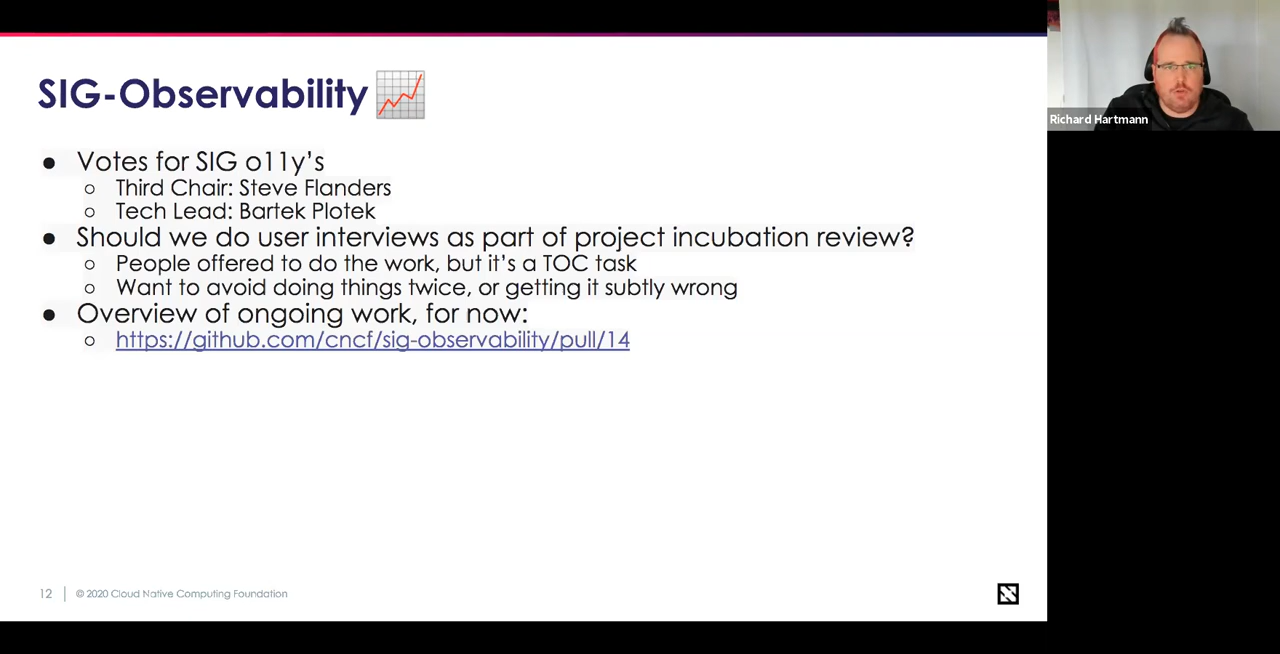 SIG-Observability
Votes for SIG o11y's
Third Chair: Steve Flanders
Tech Lead: Bartek Plotek
Should we do user interviews as part of project incubation review?
People offered to do the work, but it's a TOC task
Want to avoid doing things twice, or getting it subtly wrong
Overview of ongoing work, for now:
https://github.com/cncf/sig-observability/pull/14
12
© 2020 Cloud Native Computing Foundation
Richard Hartmann